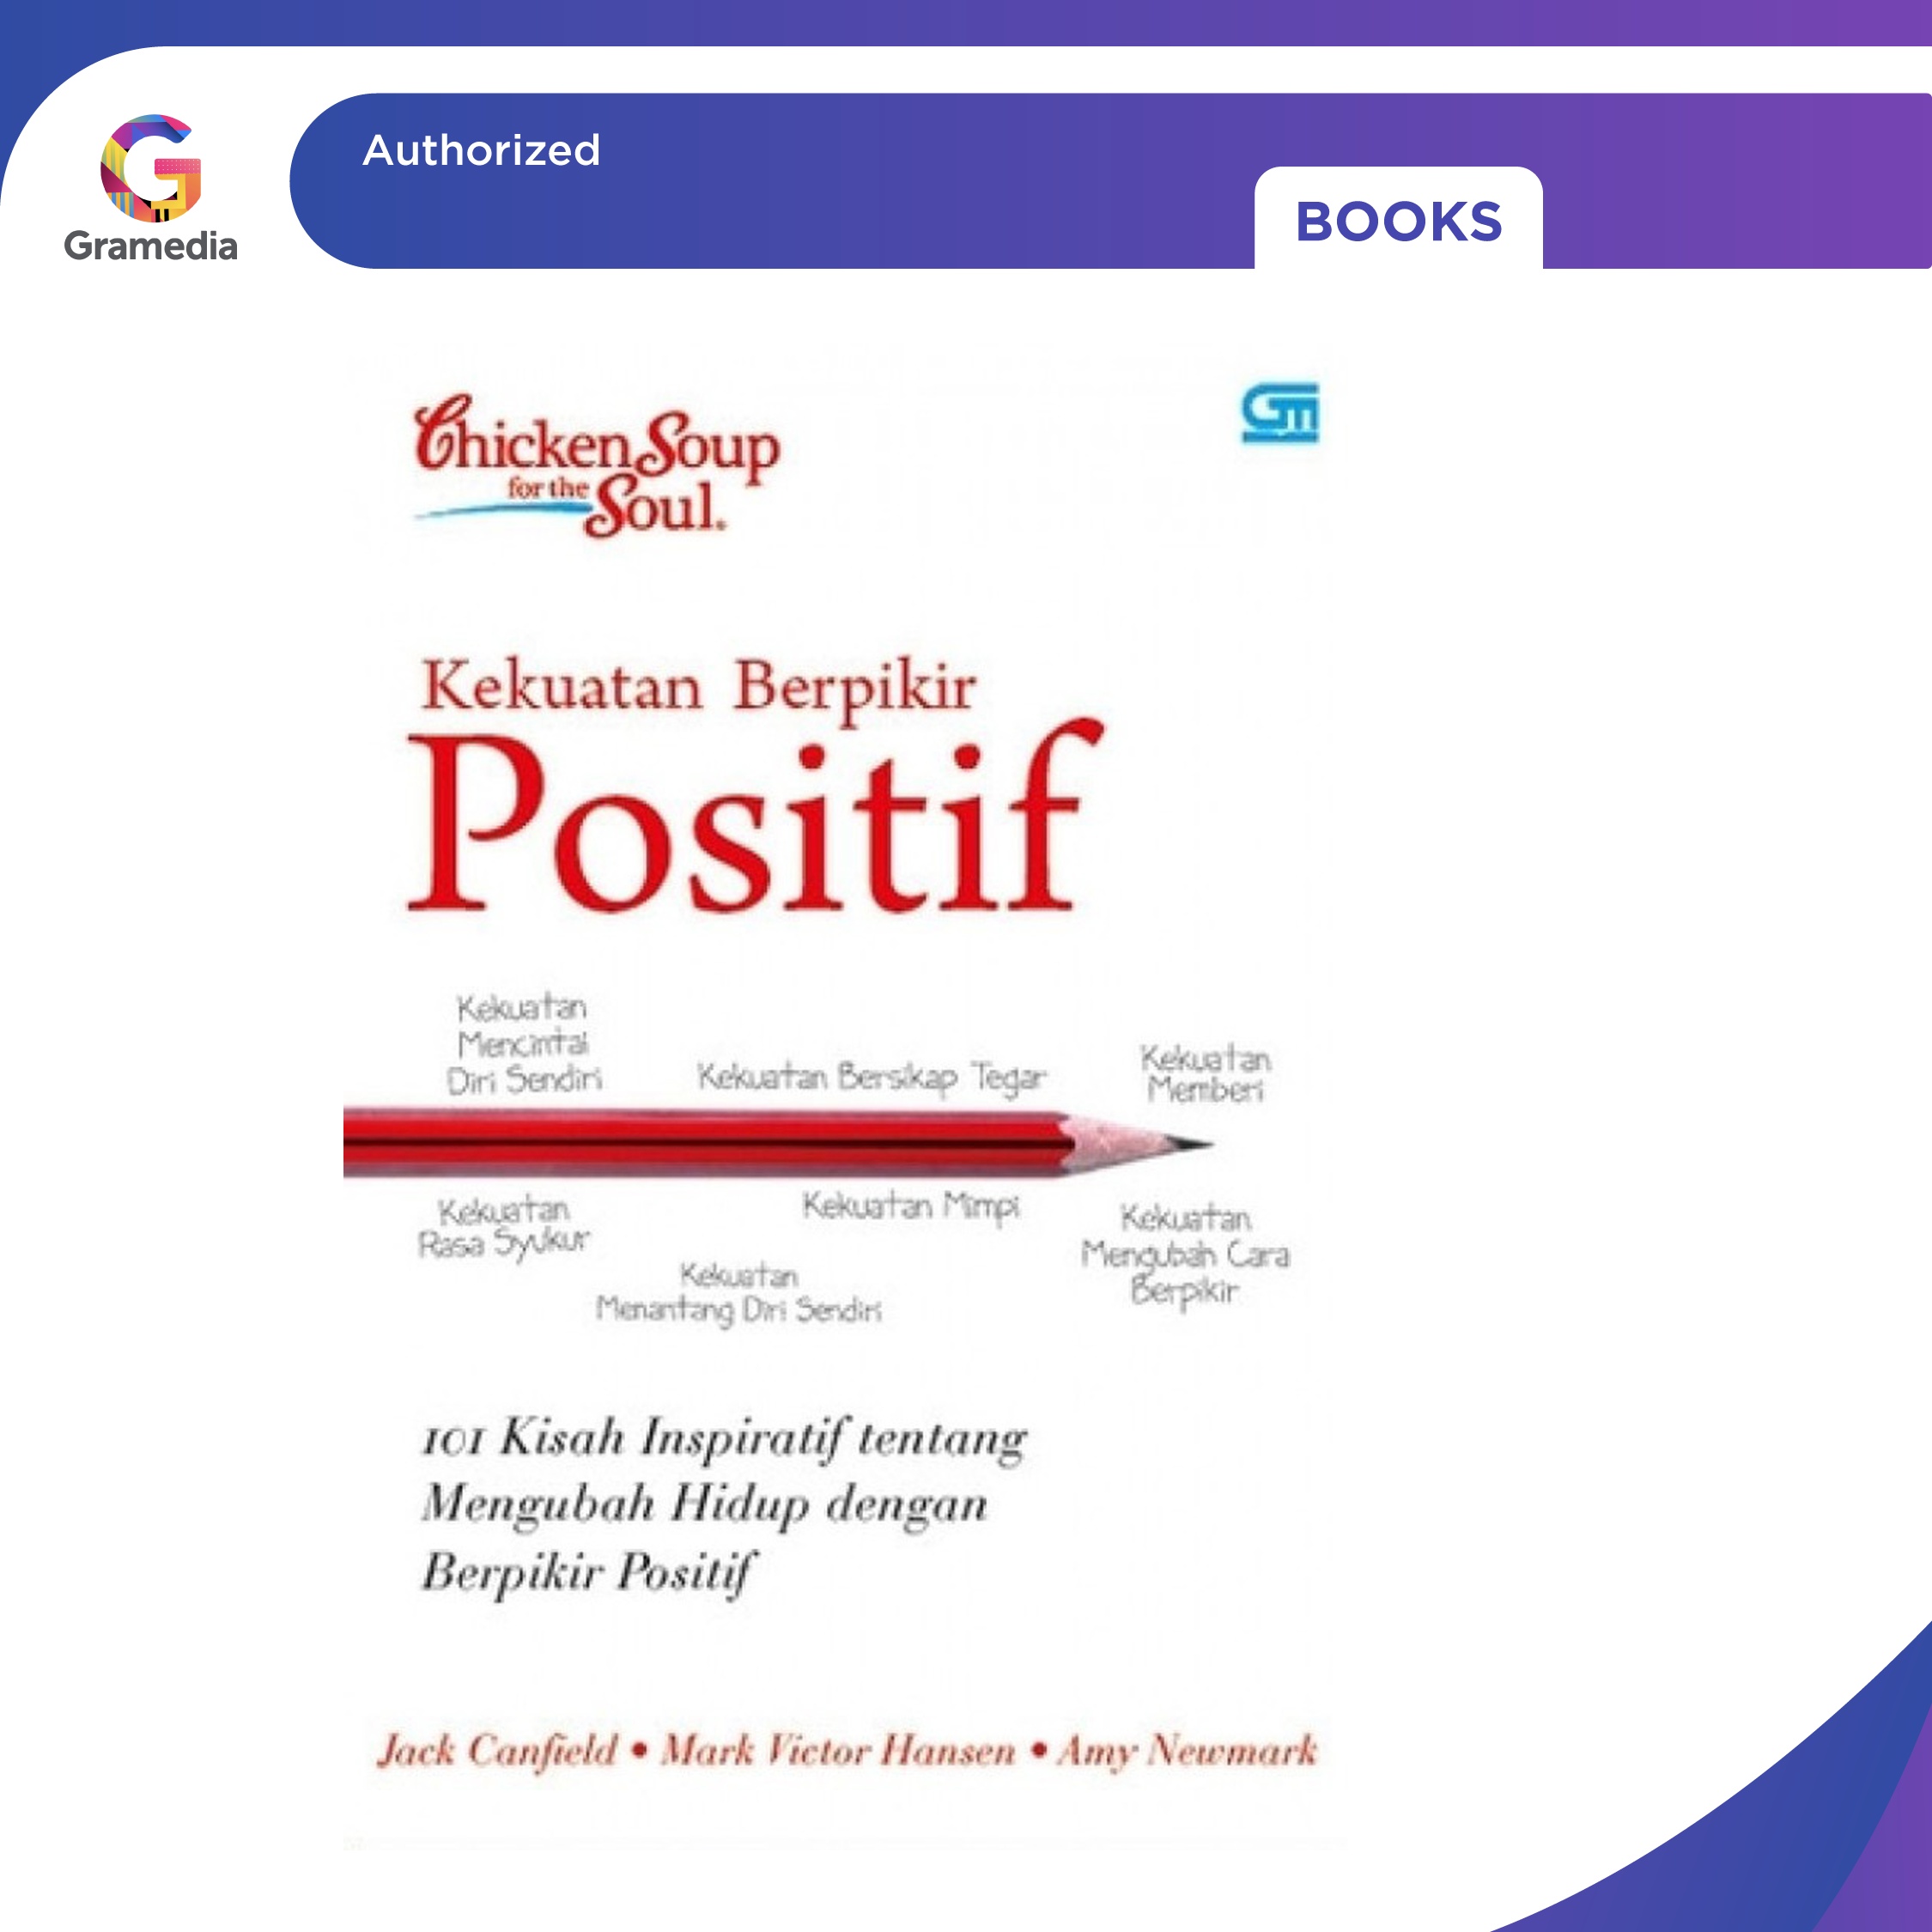 Authorized
BOOKS
Gramedia
Chicken Soup
for the
Soul.
GM
Kekuatan Berpikir
Positif
Kekuatan
Mencintai
Diri Sendiri
Kekuatan Bersikap Tegar
Kekuatan
Memberi
Kekuatan
Rasa Syukur
Kekuatan Mimpi
Kekuatan
Menantang Diri Sendiri
Kekuatan
Mengubah Cara
Berpikir
101 Kisah Inspiratif tentang
Mengubah Hidup dengan
Berpikir Positif
Jack Canfield • Mark Victor Hansen • Amy Newmark